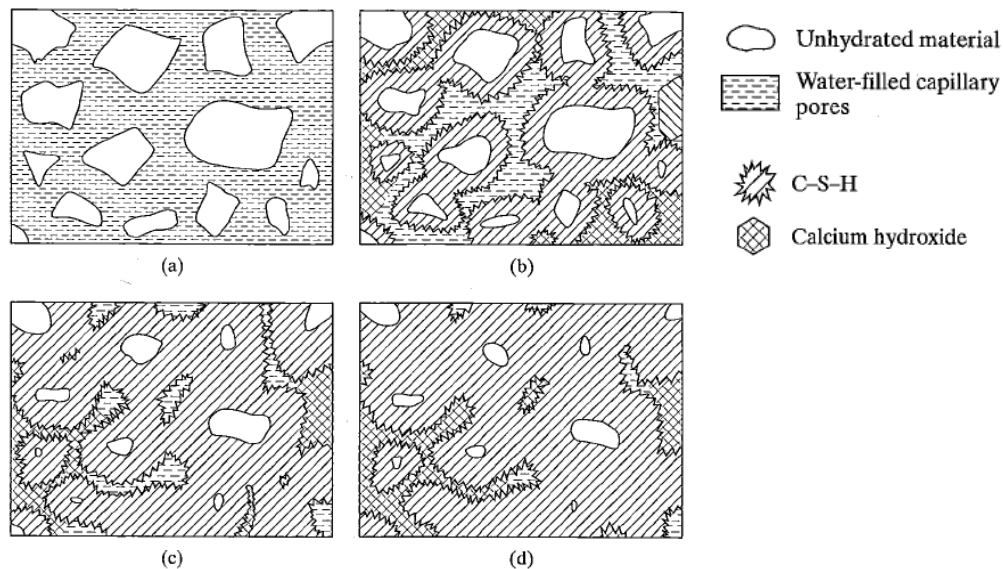 Unhydrated material
Water-filled capillary
pores
C–S–H
Calcium hydroxide
(a)
(b)
(c)
(d)